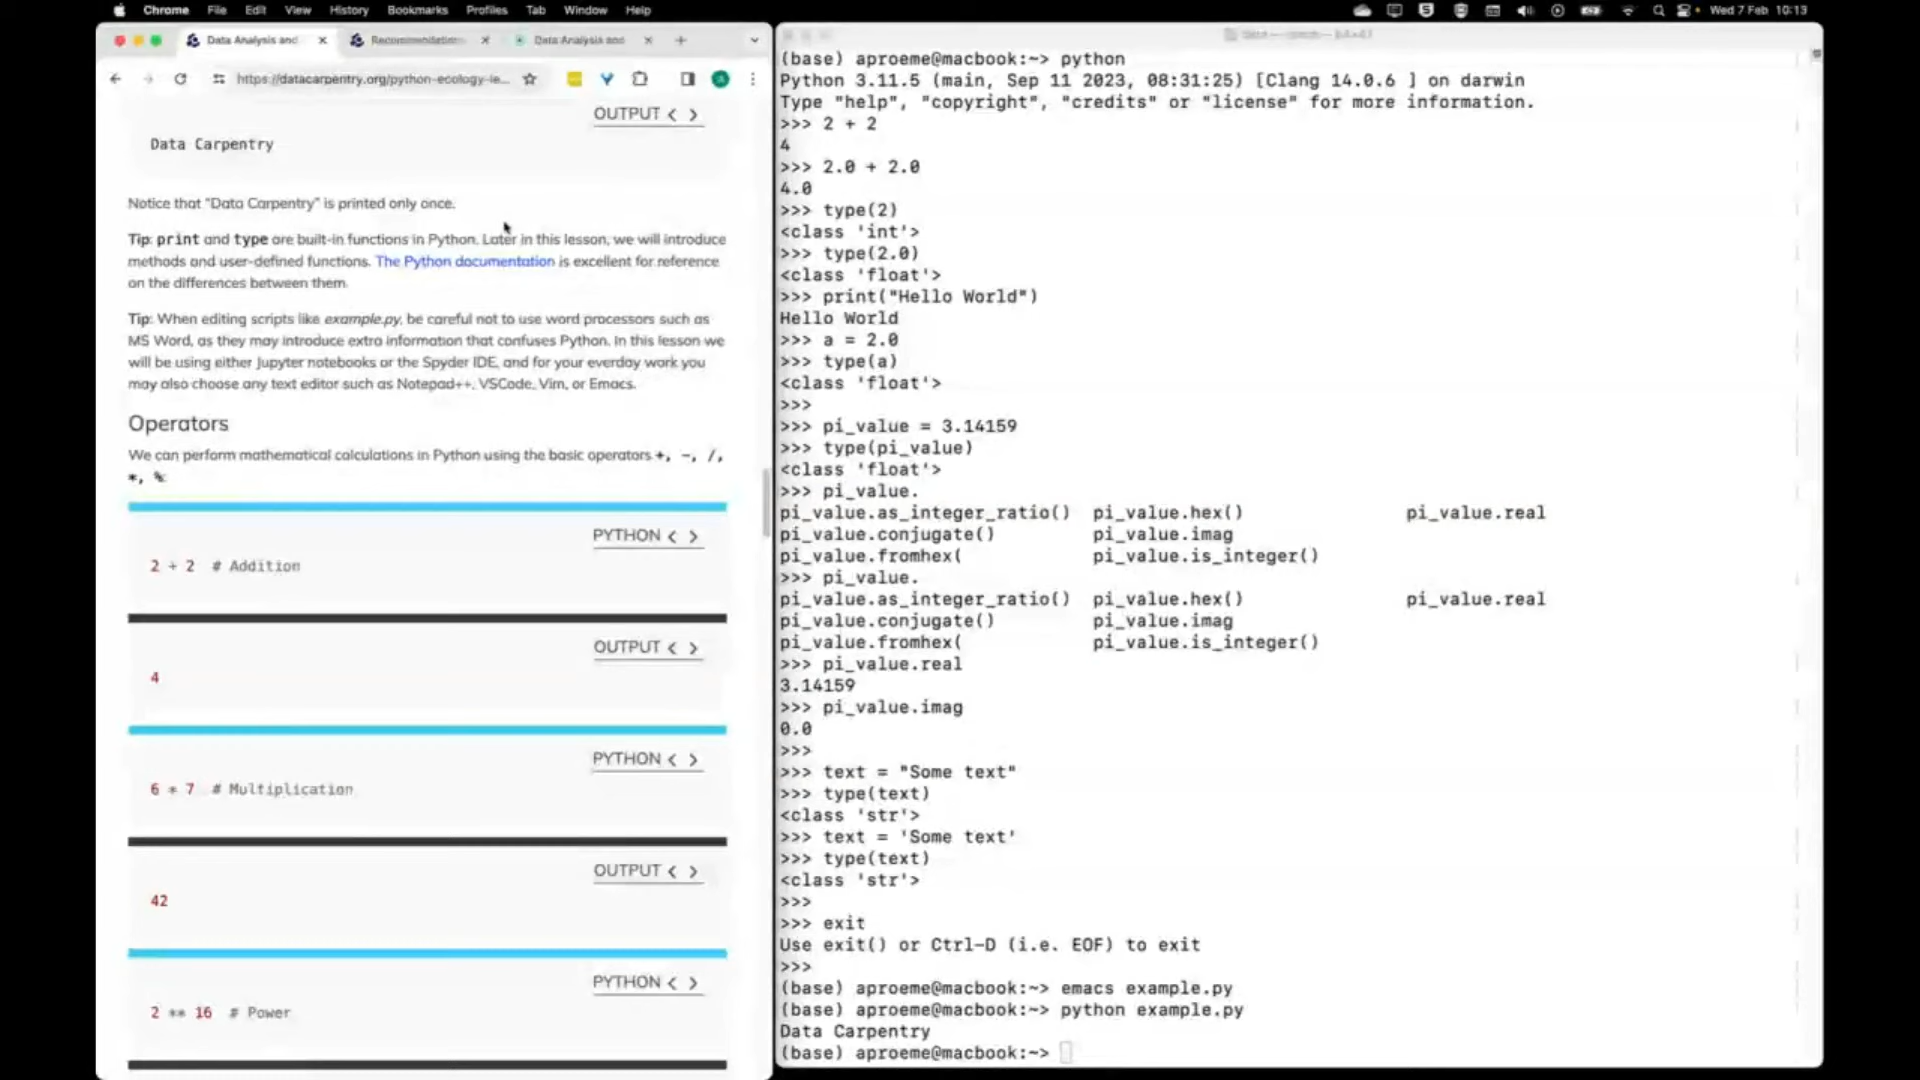 Chrome File Edit View History Bookmarks Profiles Tab Window Help
Wed 7 Feb 10:13
Data Analysis and
Recommendation
Data Analysis and
https://datacarpentry.org/python-ecology-le...
OUTPUT < >
Data Carpentry
Notice that “Data Carpentry” is printed only once.
Tip: print and type are built-in functions in Python. Later in this lesson, we will introduce
methods and user-defined functions. The Python documentation is excellent for reference
on the differences between them.
Tip: When editing scripts like example.py, be careful not to use word processors such as
MS Word, as they may introduce extra information that confuses Python. In this lesson we
will be using either Jupyter notebooks or the Spyder IDE, and for your everday work you
may also choose any text editor such as Notepad++, VSCode, Vim, or Emacs.
Operators
We can perform mathematical calculations in Python using the basic operators +, -, /,
*, %
PYTHON < >
2 + 2 # Addition
OUTPUT < >
4
PYTHON < >
6 * 7 # Multiplication
OUTPUT < >
42
PYTHON < >
2 ** 16 # Power
(base) aproeme@macbook:~> python
Python 3.11.5 (main, Sep 11 2023, 08:31:25) [Clang 14.0.6 ] on darwin
Type "help", "copyright", "credits" or "license" for more information.
>>> 2 + 2
4
>>> 2.0 + 2.0
4.0
>>> type(2)
<class 'int'>
>>> type(2.0)
<class 'float'>
>>> print("Hello World")
Hello World
>>> a = 2.0
>>> type(a)
<class 'float'>
>>>
>>> pi_value = 3.14159
>>> type(pi_value)
<class 'float'>
>>> pi_value.
pi_value.as_integer_ratio() pi_value.hex() pi_value.real
pi_value.conjugate() pi_value.imag
pi_value.fromhex( pi_value.is_integer()
>>> pi_value.
pi_value.as_integer_ratio() pi_value.hex() pi_value.real
pi_value.conjugate() pi_value.imag
pi_value.fromhex( pi_value.is_integer()
>>> pi_value.real
3.14159
>>> pi_value.imag
0.0
>>>
>>> text = "Some text"
>>> type(text)
<class 'str'>
>>> text = 'Some text'
>>> type(text)
<class 'str'>
>>>
>>> exit
Use exit() or Ctrl-D (i.e. EOF) to exit
>>>
(base) aproeme@macbook:~> emacs example.py
(base) aproeme@macbook:~> python example.py
Data Carpentry
(base) aproeme@macbook:~>